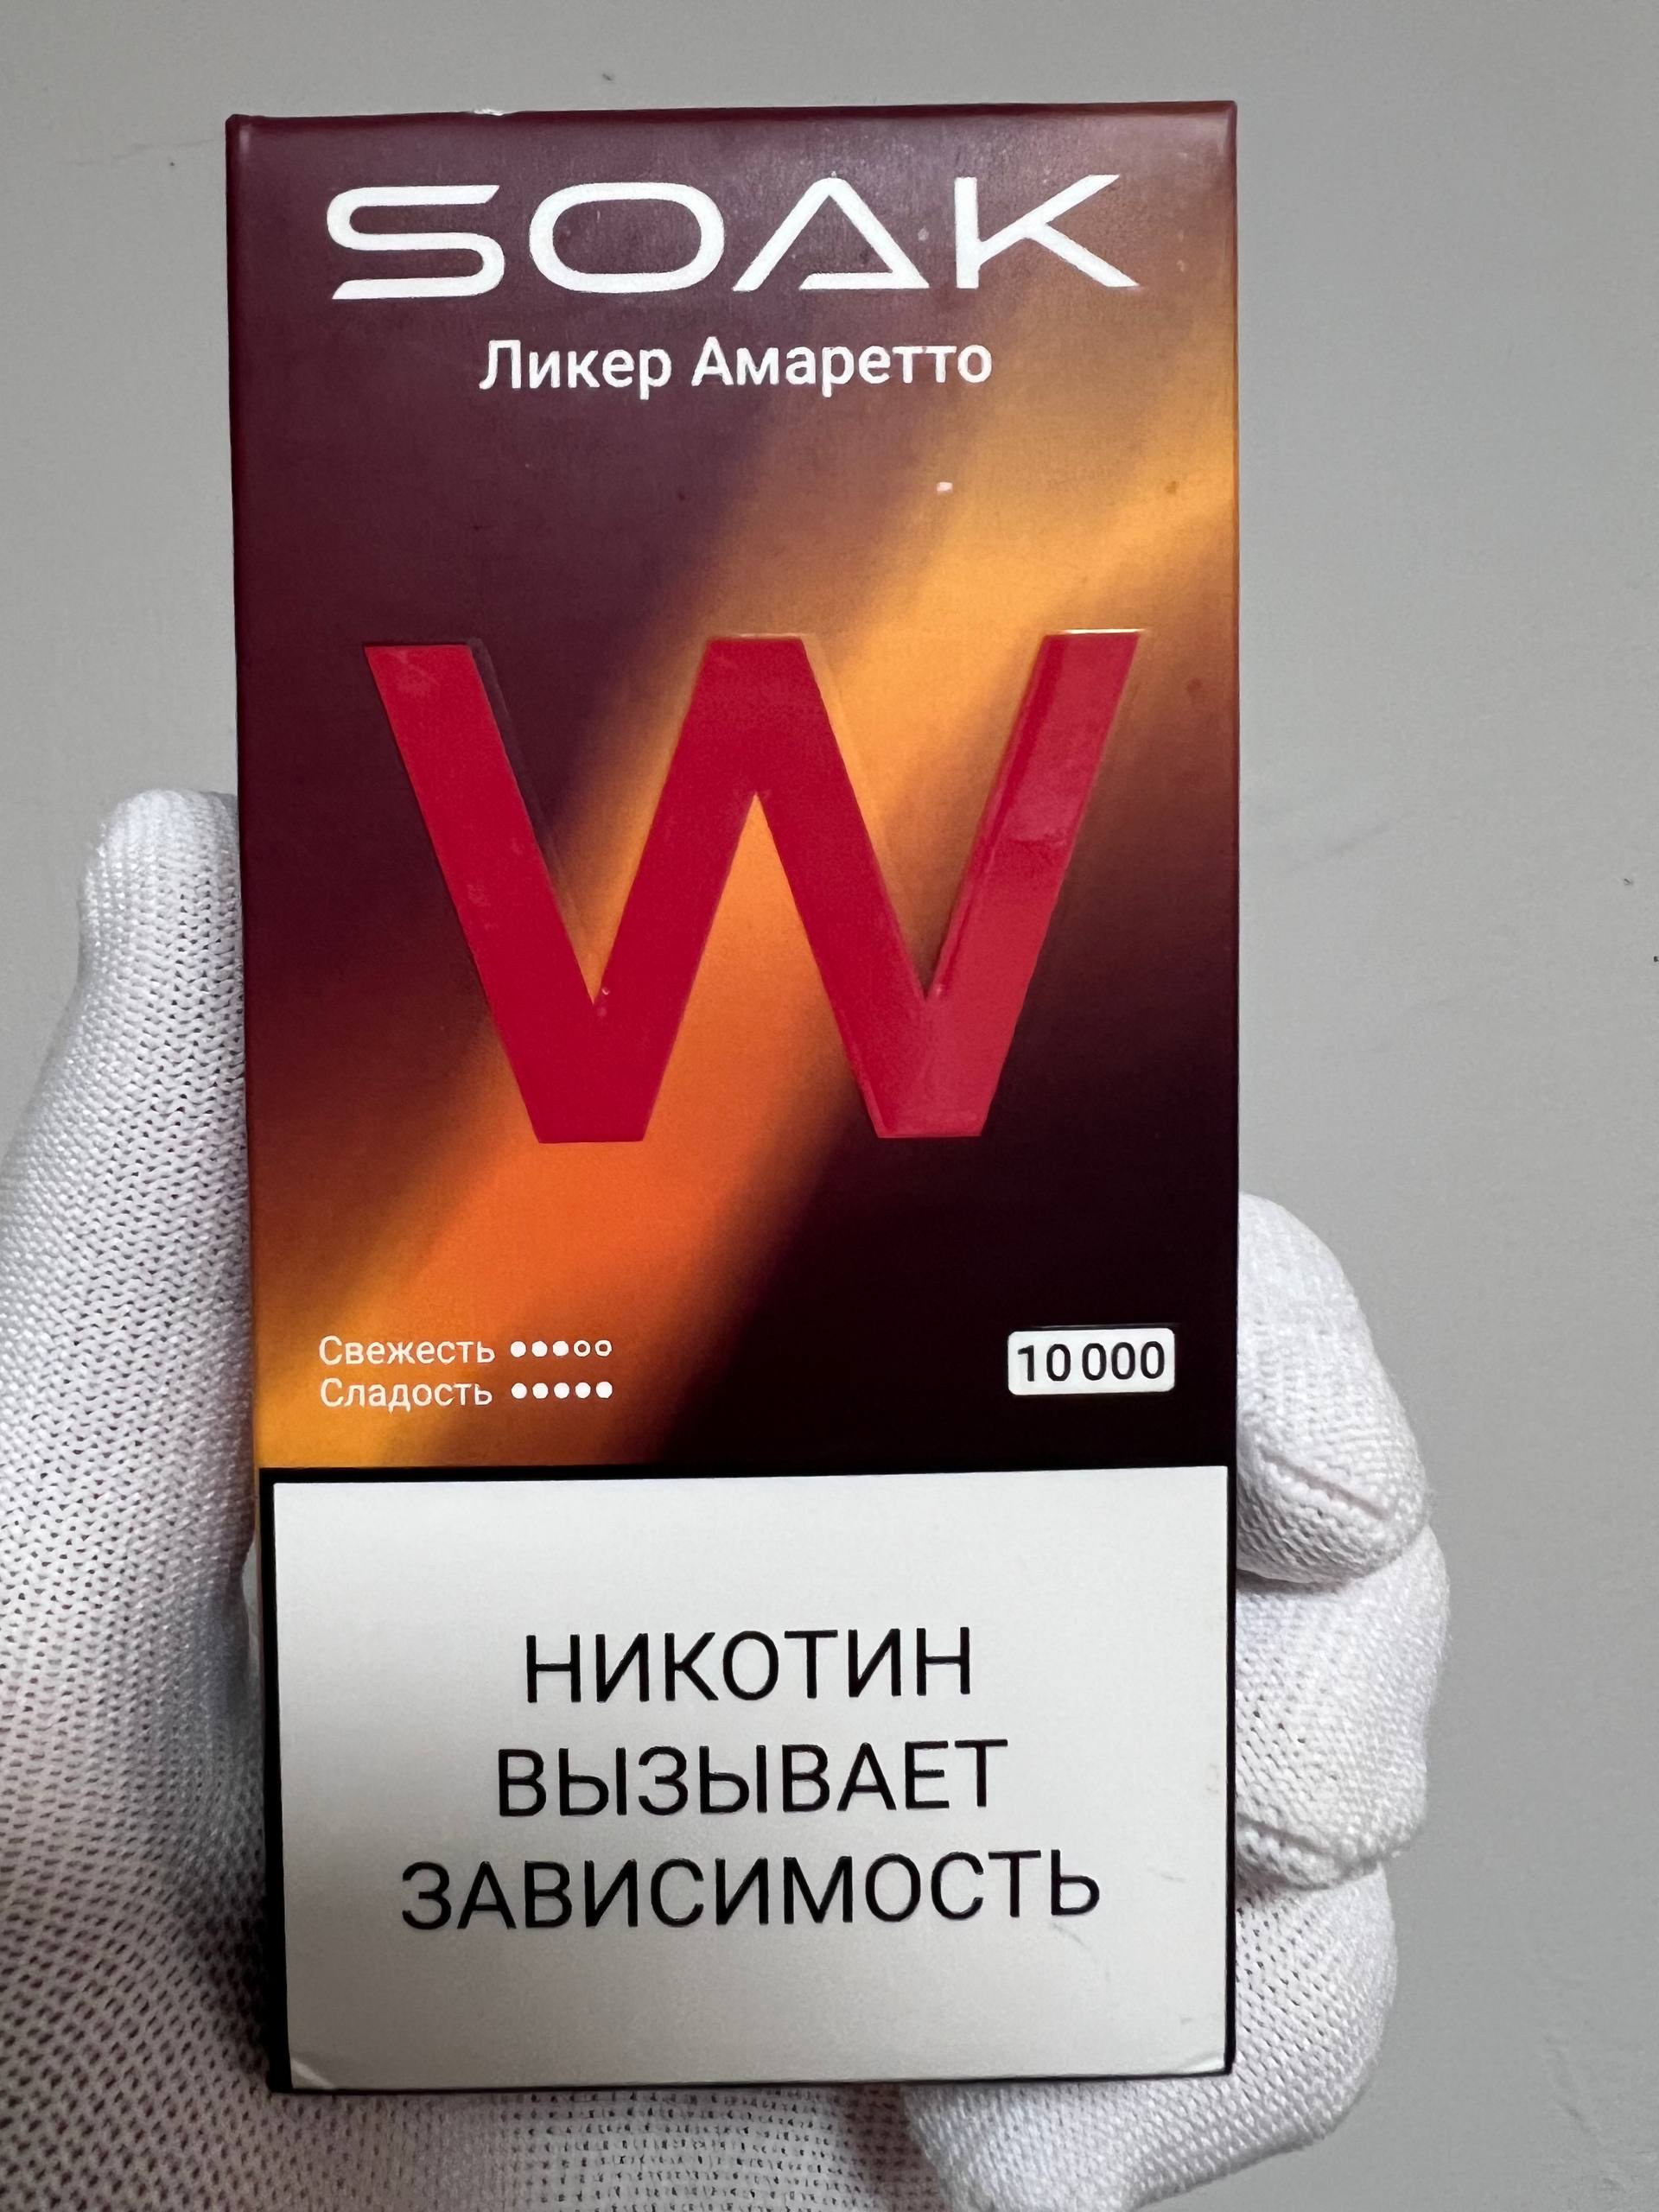 SOAK
Ликер Амаретто
W
Свежесть
Сладость
10 000
НИКОТИН
ВЫЗЫВАЕТ
ЗАВИСИМОСТЬ